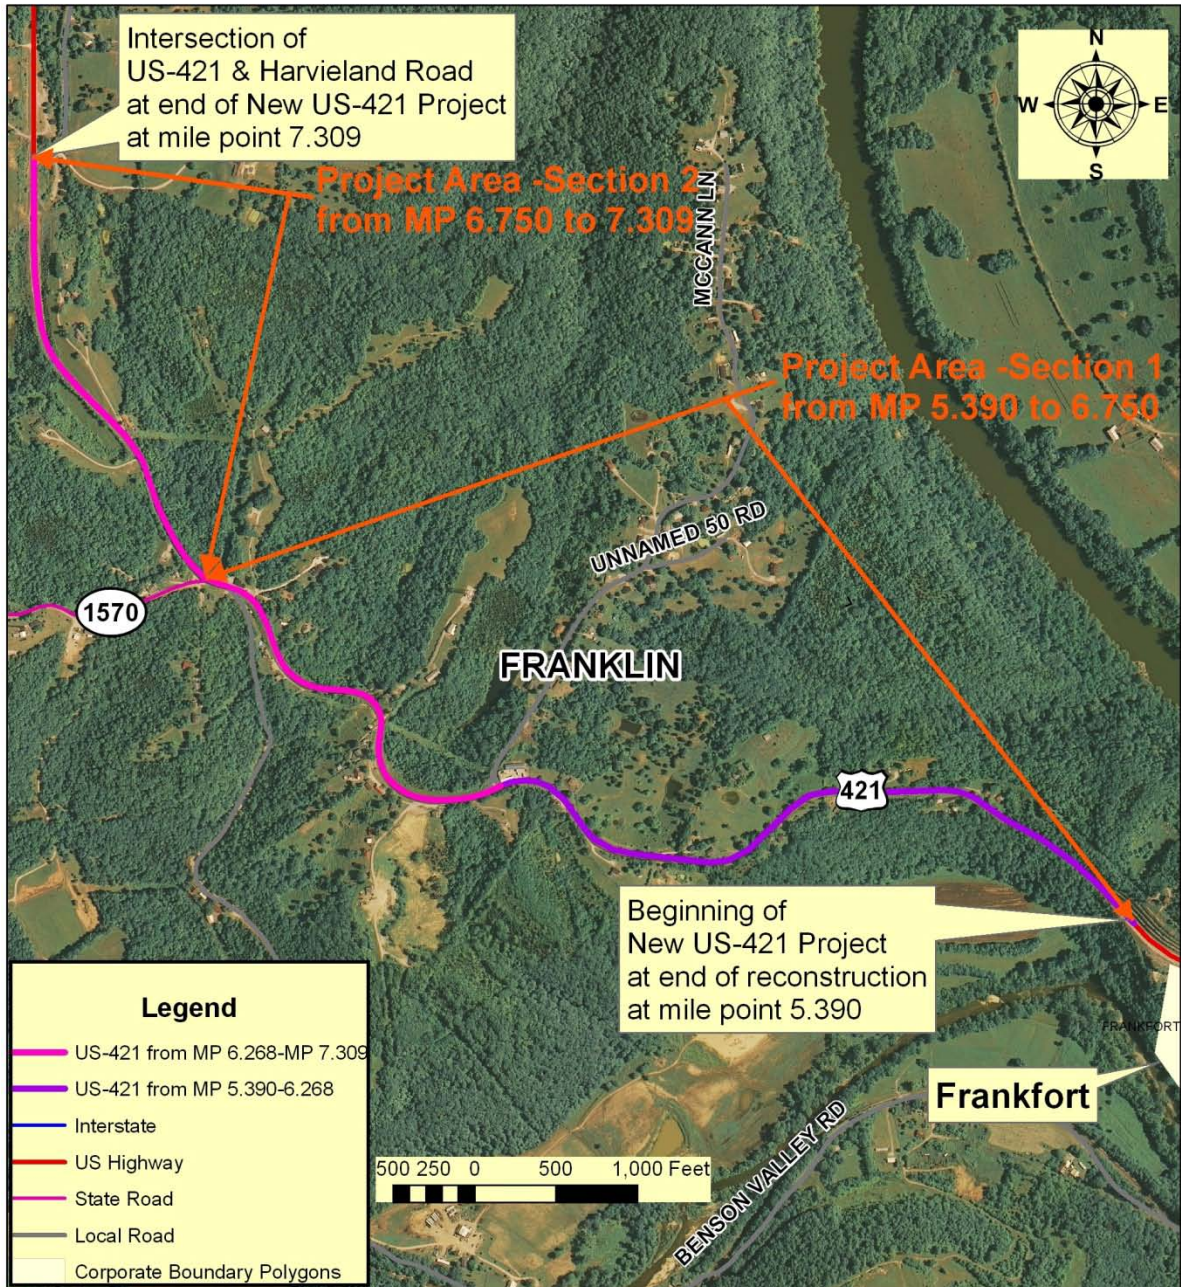 Intersection of
US-421 & Harvieland Road
at end of New US-421 Project
at mile point 7.309
N
W E
S
Project Area -Section 2
from MP 6.750 to 7.309
MCCANN LN
Project Area -Section 1
from MP 5.390 to 6.750
UNNAMED 50 RD
1570
FRANKLIN
421
Beginning of
New US-421 Project
at end of reconstruction
at mile point 5.390
FRANKFORT
Frankfort
Legend
US-421 from MP 6.268-MP 7.309
US-421 from MP 5.390-6.268
Interstate
US Highway
State Road
Local Road
Corporate Boundary Polygons
500 250 0 500 1,000 Feet
BENSON VALLEY RD